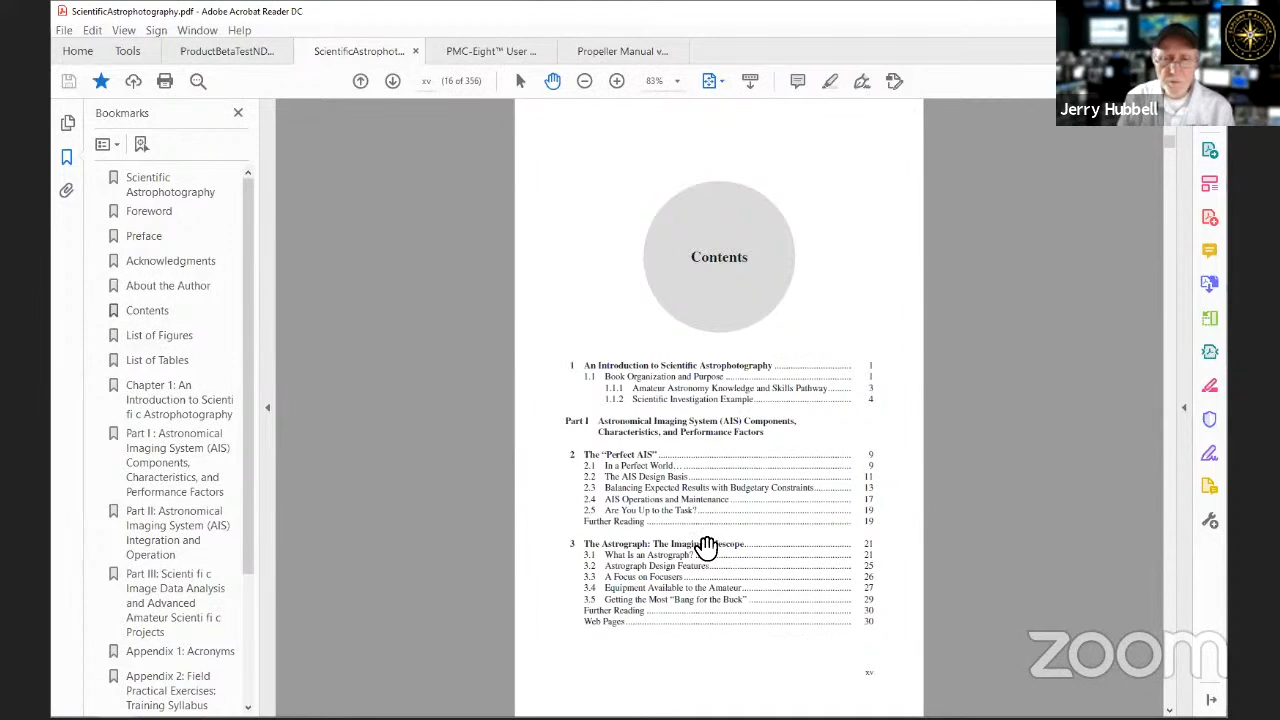 ScientificAstrophotography.pdf - Adobe Acrobat Reader DC
File Edit View Sign Window Help
Home Tools ProductBetaTestND... ScientificAstrophot... × PMC-Eight™ User ... Propeller Manual v...
xv (16 of 356) 83%
Jerry Hubbell
Bookmarks
Scientific
Astrophotography
Foreword
Preface
Acknowledgments
About the Author
Contents
List of Figures
List of Tables
Chapter 1: An
Introduction to Scienti
fi c Astrophotography
Part I : Astronomical
Imaging System (AIS)
Components,
Characteristics, and
Performance Factors
Part II: Astronomical
Imaging System (AIS)
Integration and
Operation
Part III: Scienti fi c
Image Data Analysis
and Advanced
Amateur Scienti fi c
Projects
Appendix 1: Acronyms
Appendix 2: Field
Practical Exercises:
Training Syllabus
Contents
1 An Introduction to Scientific Astrophotography 1
1.1 Book Organization and Purpose 1
1.1.1 Amateur Astronomy Knowledge and Skills Pathway 3
1.1.2 Scientific Investigation Example 4
Part I Astronomical Imaging System (AIS) Components,
Characteristics, and Performance Factors
2 The “Perfect AIS” 9
2.1 In a Perfect World… 9
2.2 The AIS Design Basis 11
2.3 Balancing Expected Results with Budgetary Constraints 13
2.4 AIS Operations and Maintenance 17
2.5 Are You Up to the Task? 19
Further Reading 19
3 The Astrograph: The Imaging Telescope 21
3.1 What Is an Astrograph? 21
3.2 Astrograph Design Features 25
3.3 A Focus on Focusers 26
3.4 Equipment Available to the Amateur 27
3.5 Getting the Most “Bang for the Buck” 29
Further Reading 30
Web Pages 30
xv
zoom